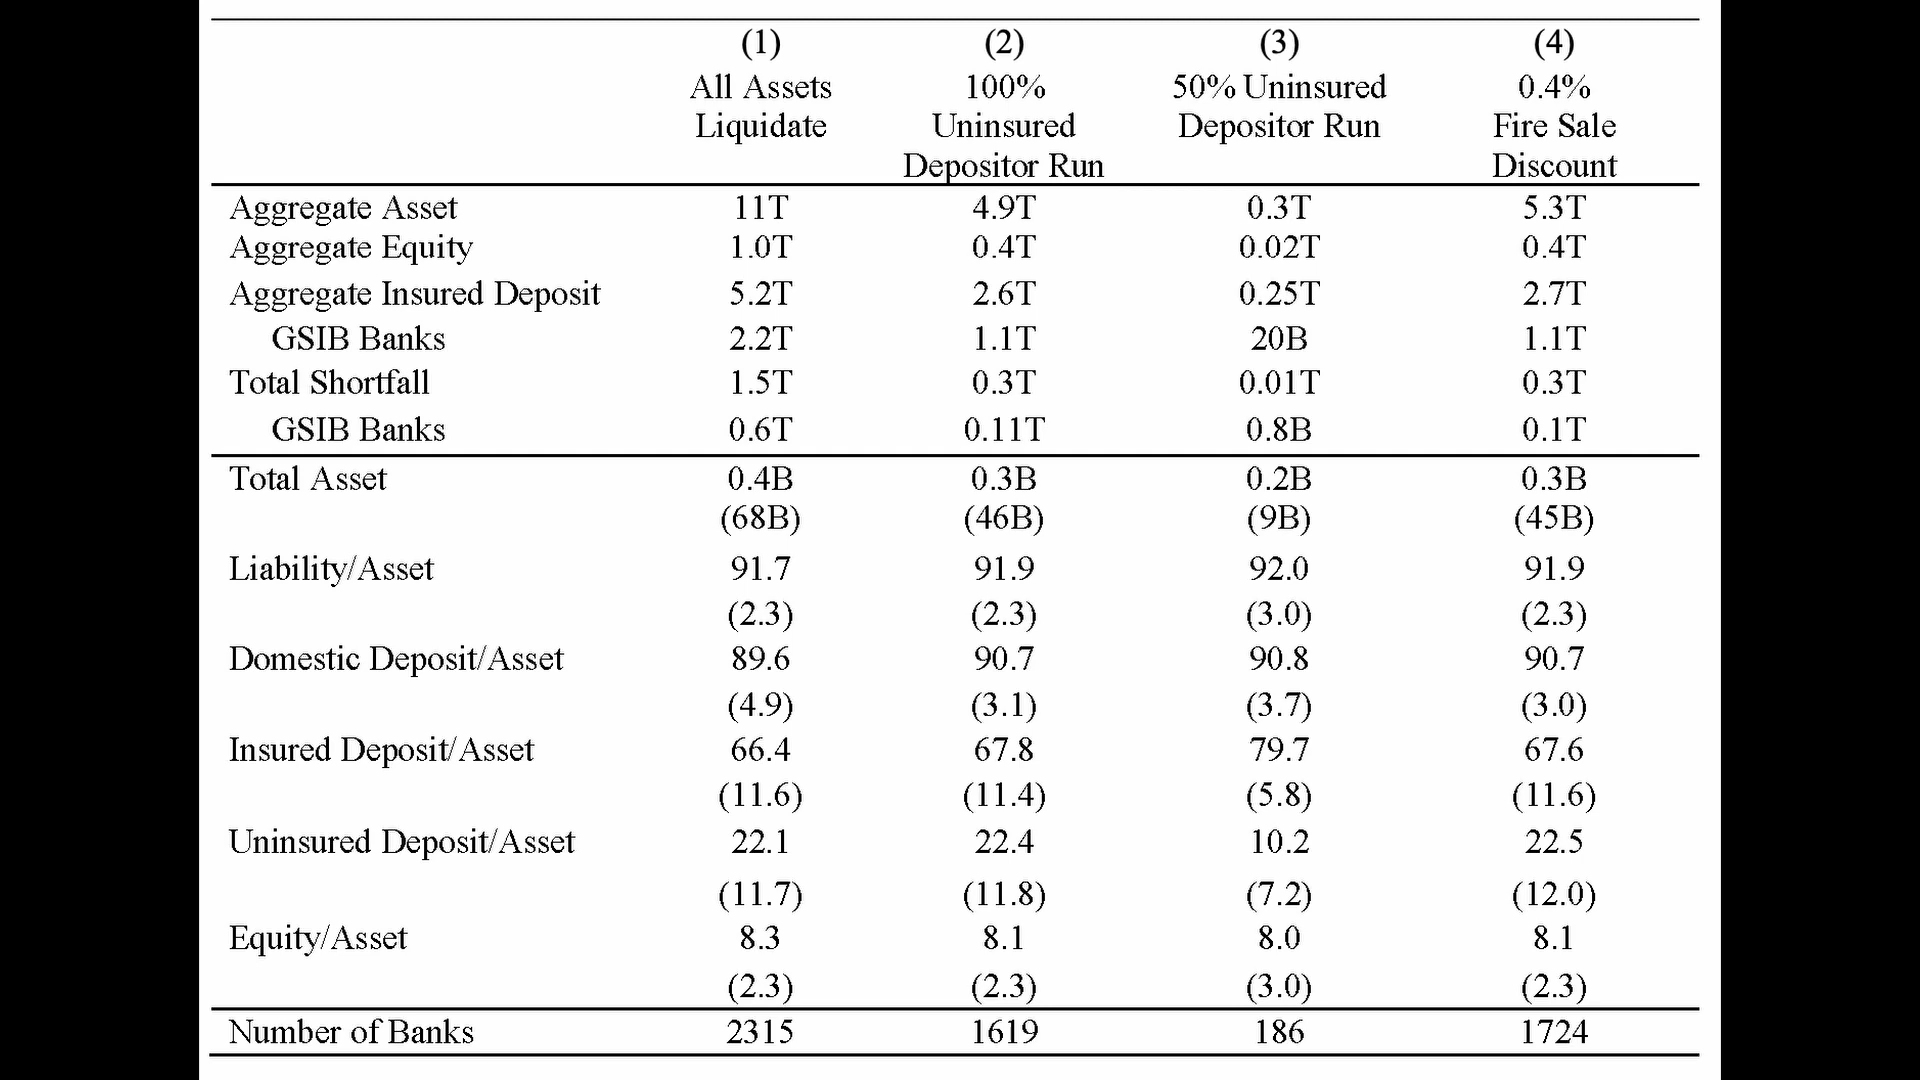 (1) (2) (3) (4)
All Assets 100% 50% Uninsured 0.4%
Liquidate Uninsured Depositor Run Fire Sale
Depositor Run Discount
Aggregate Asset 11T 4.9T 0.3T 5.3T
Aggregate Equity 1.0T 0.4T 0.02T 0.4T
Aggregate Insured Deposit 5.2T 2.6T 0.25T 2.7T
GSIB Banks 2.2T 1.1T 20B 1.1T
Total Shortfall 1.5T 0.3T 0.01T 0.3T
GSIB Banks 0.6T 0.11T 0.8B 0.1T
Total Asset 0.4B 0.3B 0.2B 0.3B
(68B) (46B) (9B) (45B)
Liability/Asset 91.7 91.9 92.0 91.9
(2.3) (2.3) (3.0) (2.3)
Domestic Deposit/Asset 89.6 90.7 90.8 90.7
(4.9) (3.1) (3.7) (3.0)
Insured Deposit/Asset 66.4 67.8 79.7 67.6
(11.6) (11.4) (5.8) (11.6)
Uninsured Deposit/Asset 22.1 22.4 10.2 22.5
(11.7) (11.8) (7.2) (12.0)
Equity/Asset 8.3 8.1 8.0 8.1
(2.3) (2.3) (3.0) (2.3)
Number of Banks 2315 1619 186 1724